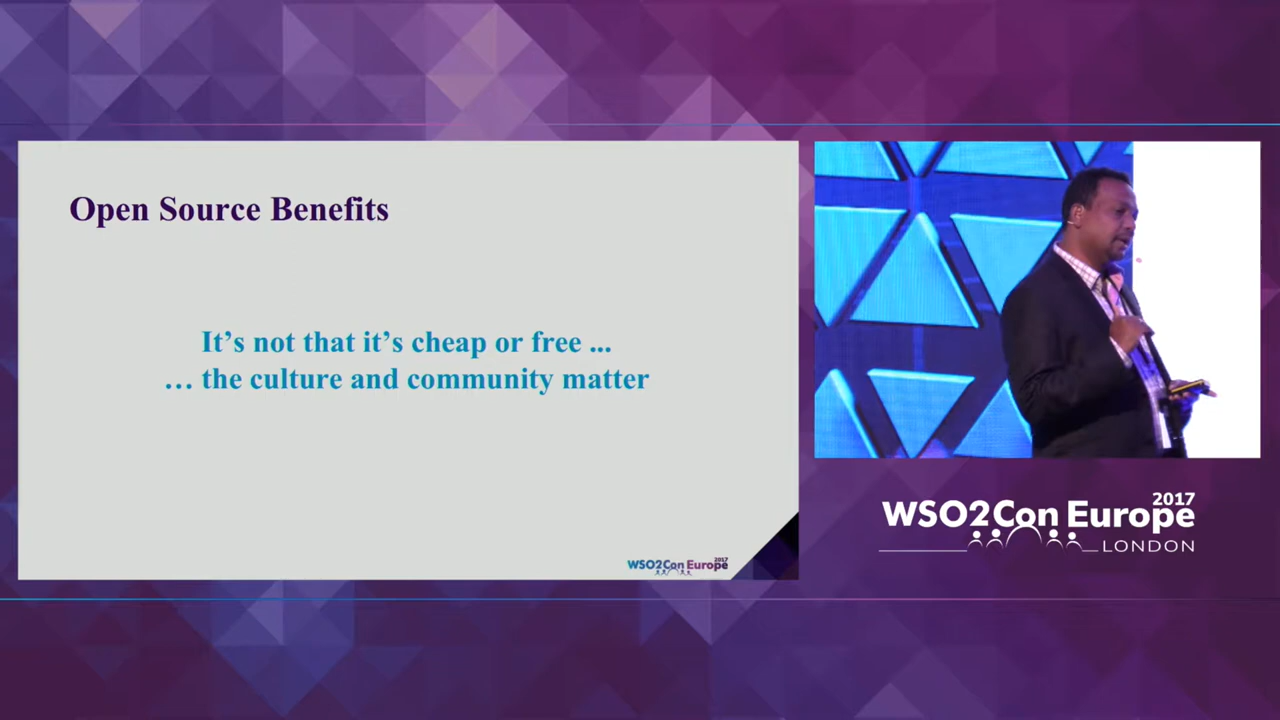 Open Source Benefits
It’s not that it’s cheap or free ...
… the culture and community matter
WSO2Con Europe 2017
2017
WSO2Con Europe
LONDON